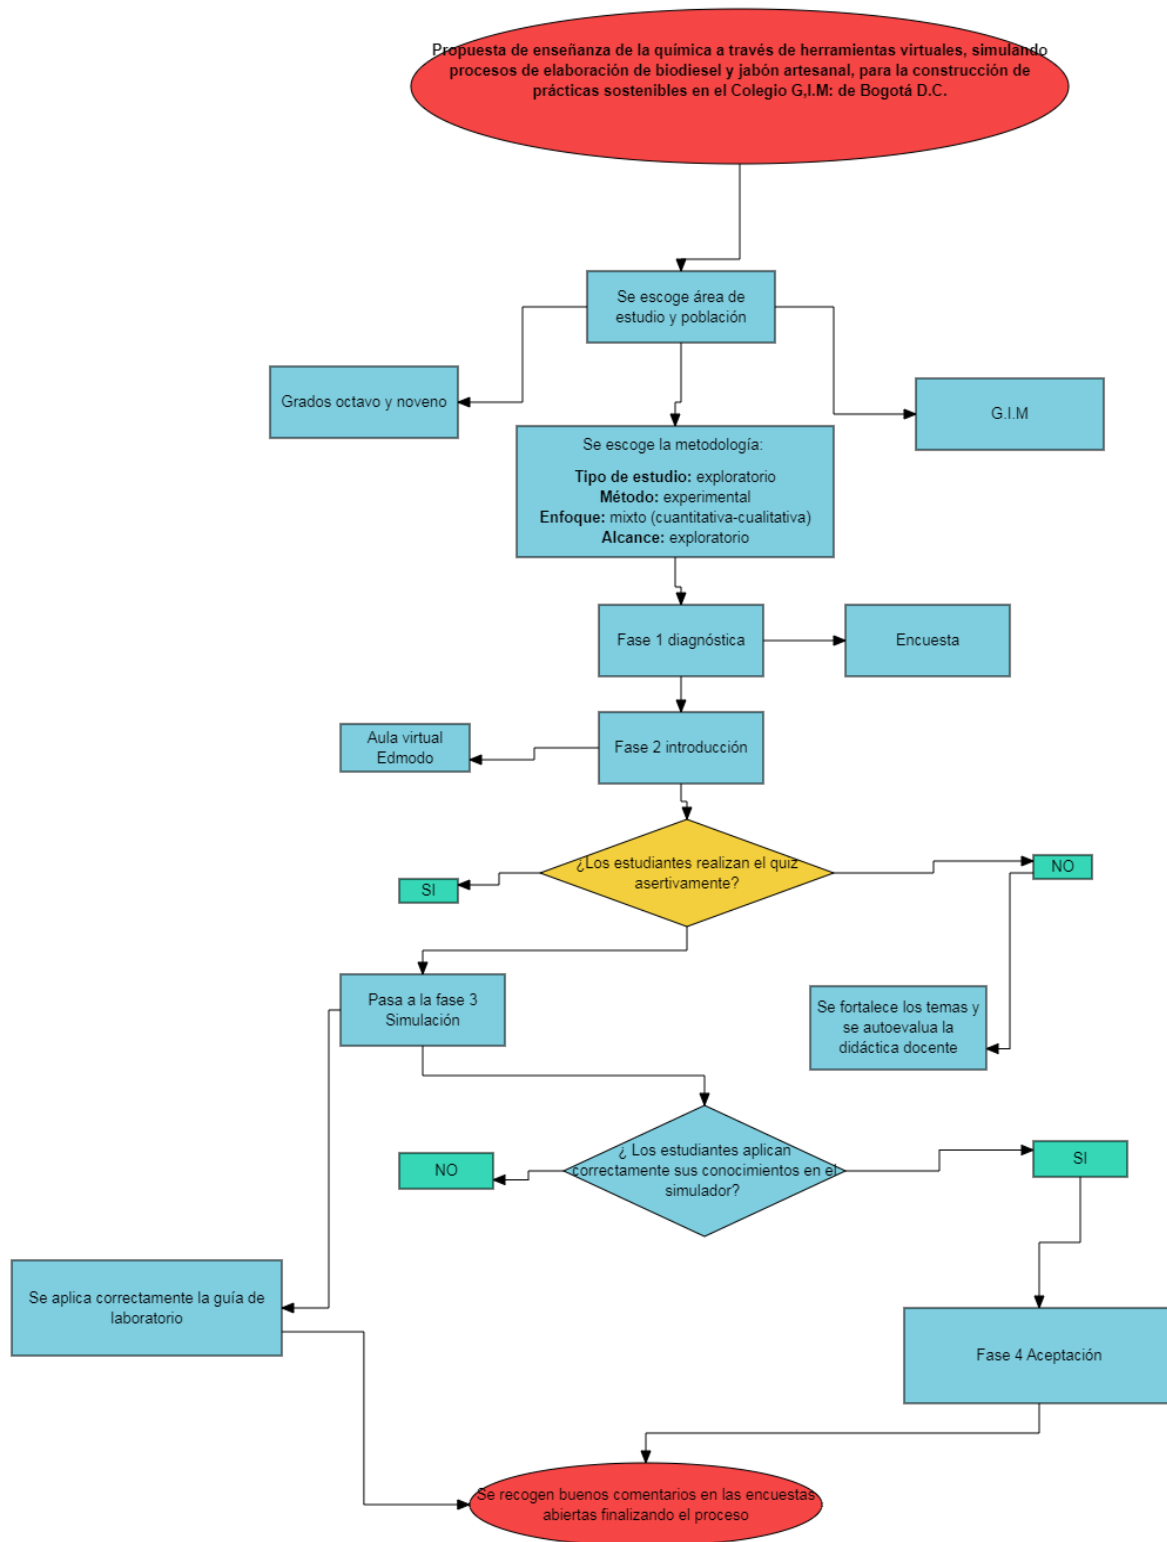 Propuesta de enseñanza de la química a través de herramientas virtuales, simulando
procesos de elaboración de biodiesel y jabón artesanal, para la construcción de
prácticas sostenibles en el Colegio G,I.M: de Bogotá D.C.
Se escoge área de
estudio y población
Grados octavo y noveno
G.I.M
Se escoge la metodología:
Tipo de estudio: exploratorio
Método: experimental
Enfoque: mixto (cuantitativa-cualitativa)
Alcance: exploratorio
Fase 1 diagnóstica
Encuesta
Aula virtual
Edmodo
Fase 2 introducción
¿Los estudiantes realizan el quiz
asertivamente?
SI
NO
Pasa a la fase 3
Simulación
Se fortalece los temas y
se autoevalua la
didáctica docente
¿ Los estudiantes aplican
correctamente sus conocimientos en el
simulador?
NO
SI
Se aplica correctamente la guía de
laboratorio
Fase 4 Aceptación
Se recogen buenos comentarios en las encuestas
abiertas finalizando el proceso